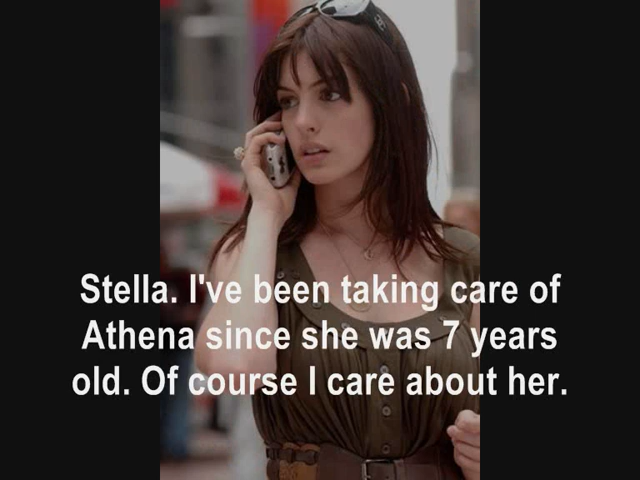 Stella. I've been taking care of
Athena since she was 7 years
old. Of course I care about her.